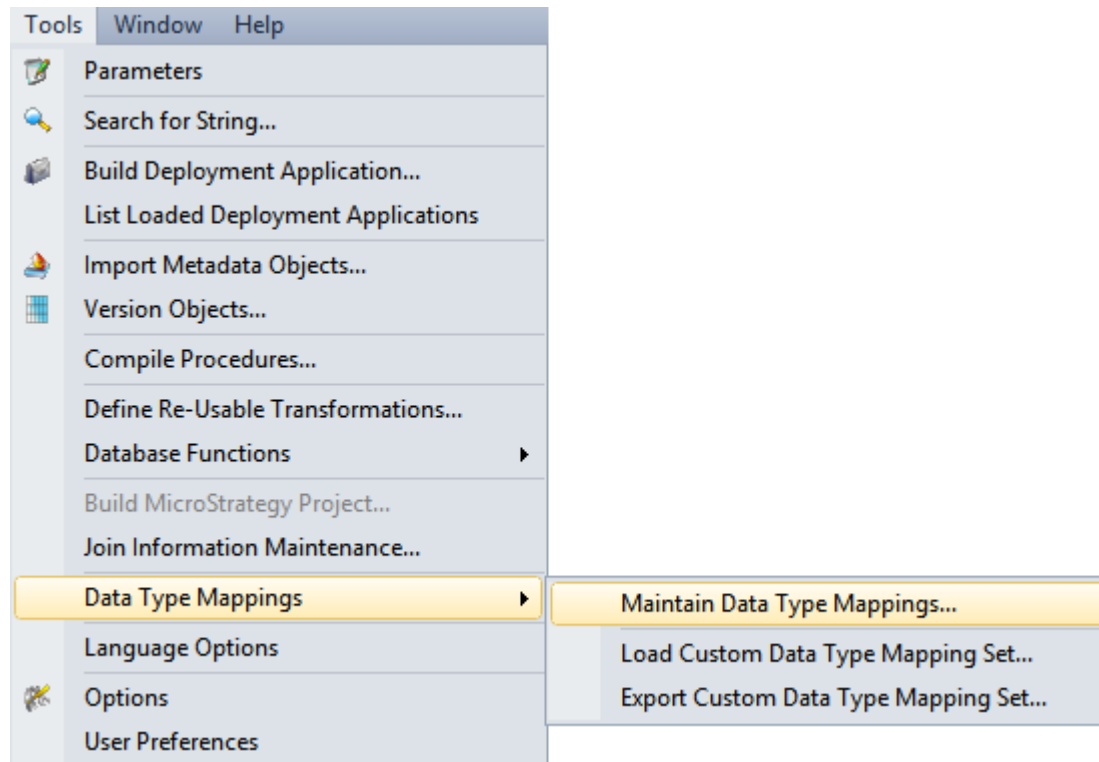 Tools Window Help
Parameters
Search for String...
Build Deployment Application...
List Loaded Deployment Applications
Import Metadata Objects...
Version Objects...
Compile Procedures...
Define Re-Usable Transformations...
Database Functions
Build MicroStrategy Project...
Join Information Maintenance...
Data Type Mappings
Maintain Data Type Mappings...
Load Custom Data Type Mapping Set...
Export Custom Data Type Mapping Set...
Language Options
Options
User Preferences